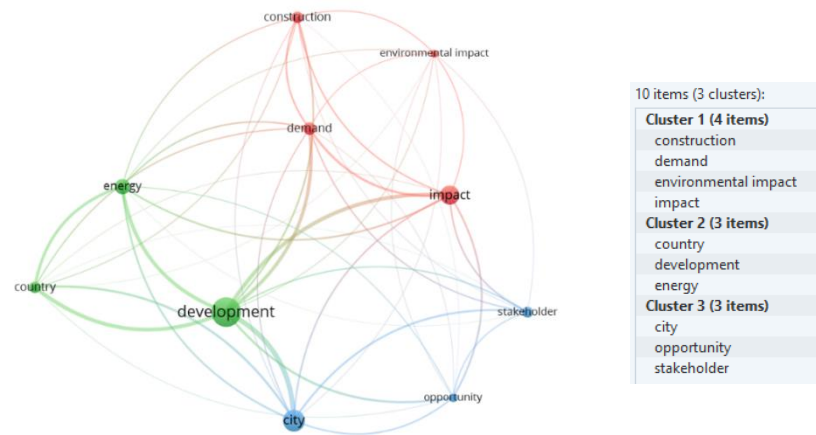 construction
environmental impact
demand
energy
impact
country
development
stakeholder
opportunity
city
10 items (3 clusters):
Cluster 1 (4 items)
construction
demand
environmental impact
impact
Cluster 2 (3 items)
country
development
energy
Cluster 3 (3 items)
city
opportunity
stakeholder